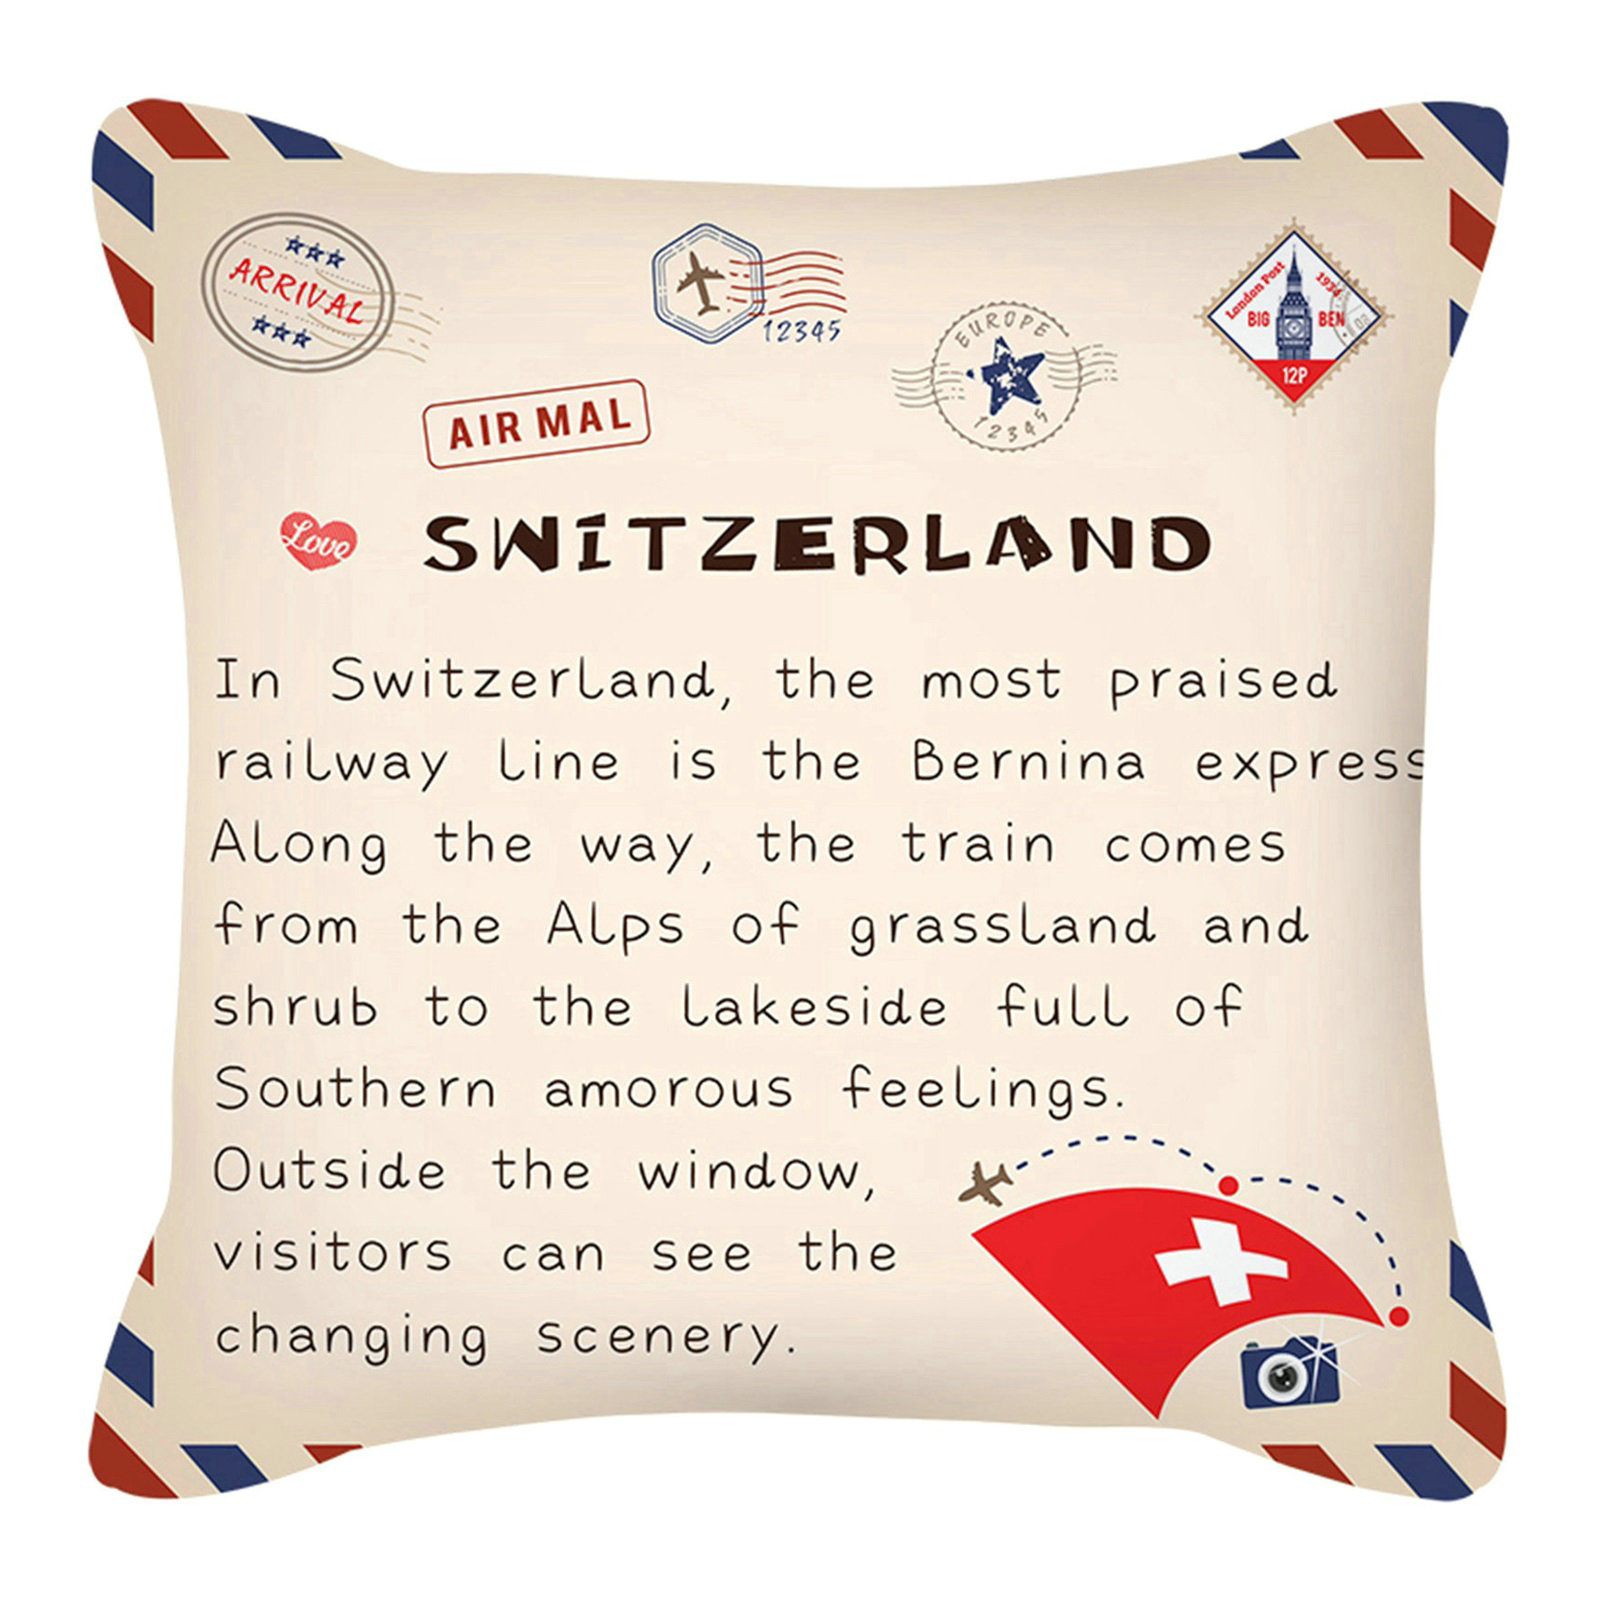 ARRIVAL
12345
EUROPE
12345
London Post
1934
BIG BEN
12P
AIR MAL
Love
SWITZERLAND
In Switzerland, the most praised
railway line is the Bernina express
Along the way, the train comes
from the Alps of grassland and
shrub to the lakeside full of
Southern amorous feelings.
Outside the window,
visitors can see the
changing scenery.